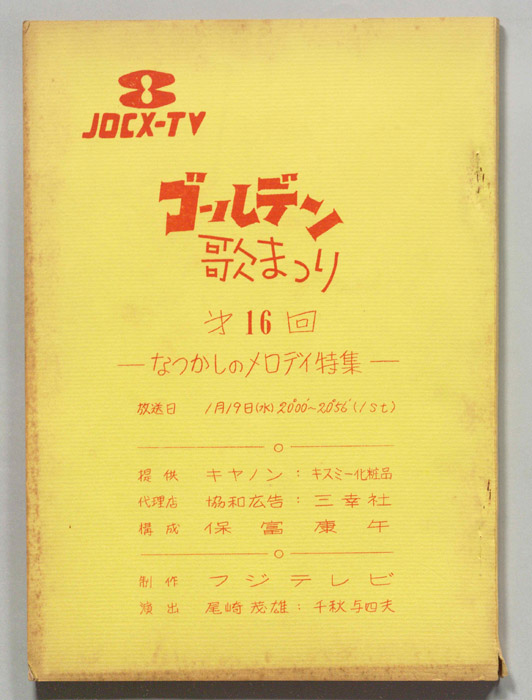 8
JOCX-TV
ゴールデン
歌まつり
才16回
―なつかしのメロデイ特集―
放送日 1月19日(水) 20°00'～20°56' (1St)
提供 キヤノン：キスミー化粧品
代理店 協和広告：三幸社
構成 保富康午
制作 フジテレビ
演出 尾崎茂雄：千秋与四夫